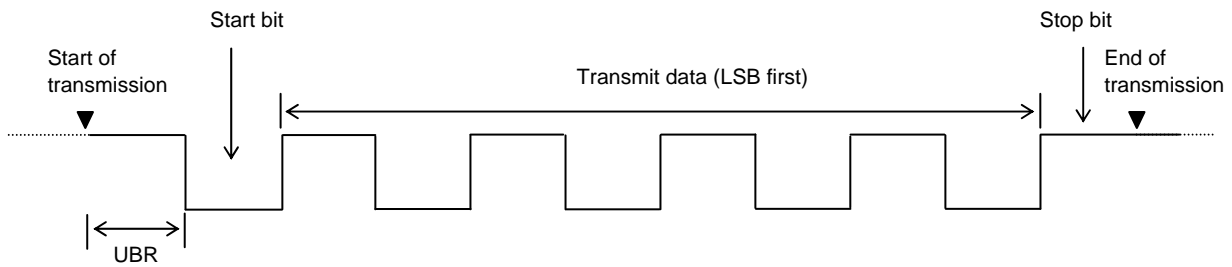 Start bit
Stop bit
Start of
transmission
Transmit data (LSB first)
End of
transmission
UBR